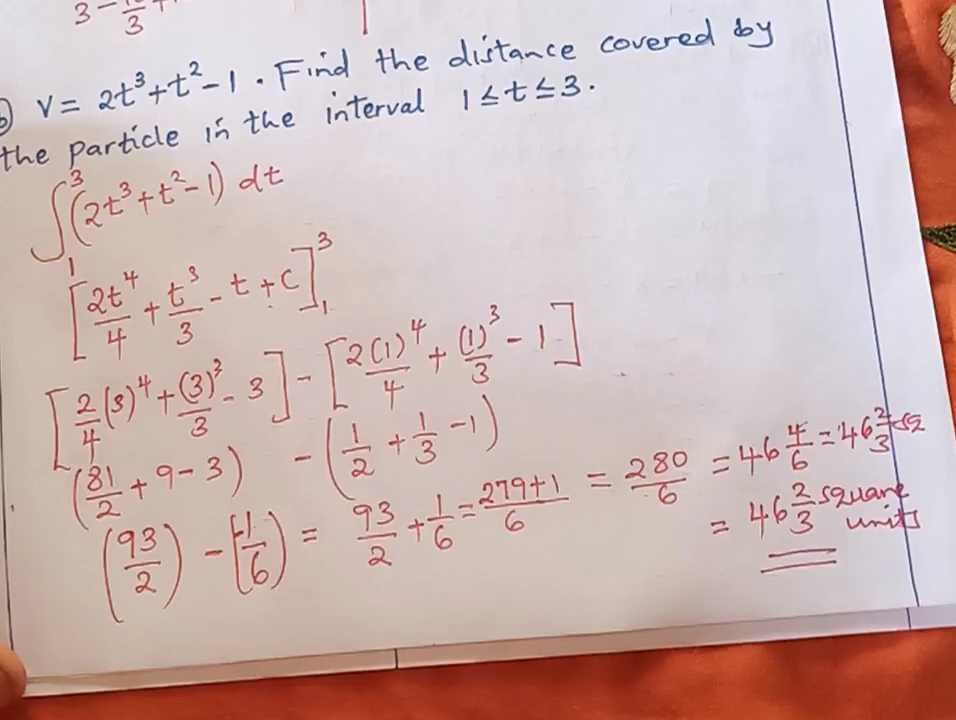 3 - 
3
b) V = 2t³+t²-1 . Find the distance covered by
the particle in the interval 1≤t≤3.
∫₁³(2t³+t²-1) dt
[2t⁴/4 + t³/3 - t + C]₁³
[2/4(3)⁴+(3)³/3 - 3] - [2(1)⁴/4 + (1)³/3 - 1]
(81/2 + 9 - 3) - (1/2 + 1/3 - 1)
(93/2) - (-1/6) = 93/2 + 1/6 = 279+1/6 = 280/6 = 46 4/6 = 46 2/3 sq
= 46 2/3 square units